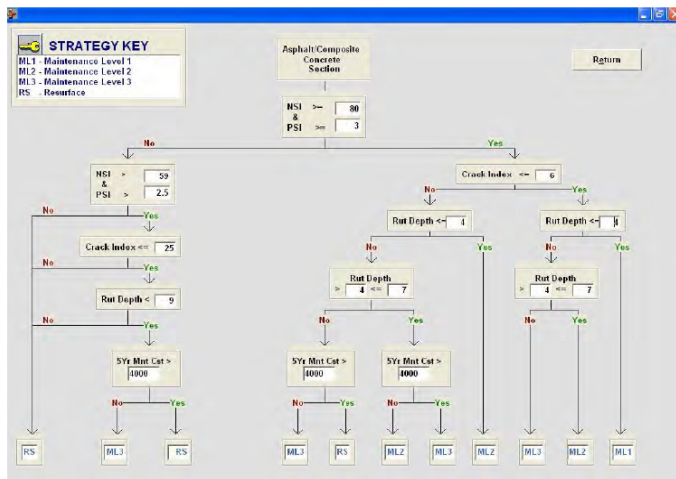 STRATEGY KEY
ML1 - Maintenance Level 1
ML2 - Maintenance Level 2
ML3 - Maintenance Level 3
RS - Resurface
Asphalt/Composite
Concrete
Section
Return
NSI >= 80
&
PSI >= 3
No Yes
NSI > 59
&
PSI > 2.5
Crack Index <= 6
No Yes
No Yes
Crack Index <= 25
Rut Depth <= 4
Rut Depth <= 4
No Yes
No Yes
No Yes
Rut Depth < 9
Rut Depth
> 4 <= 7
Rut Depth
> 4 <= 7
No Yes
No Yes
No Yes
5Yr Mnt Cst >
4000
5Yr Mnt Cst >
4000
5Yr Mnt Cst >
4000
No Yes
No Yes
No Yes
RS ML3 RS ML3 RS ML2 ML3 ML2 ML3 ML2 ML1